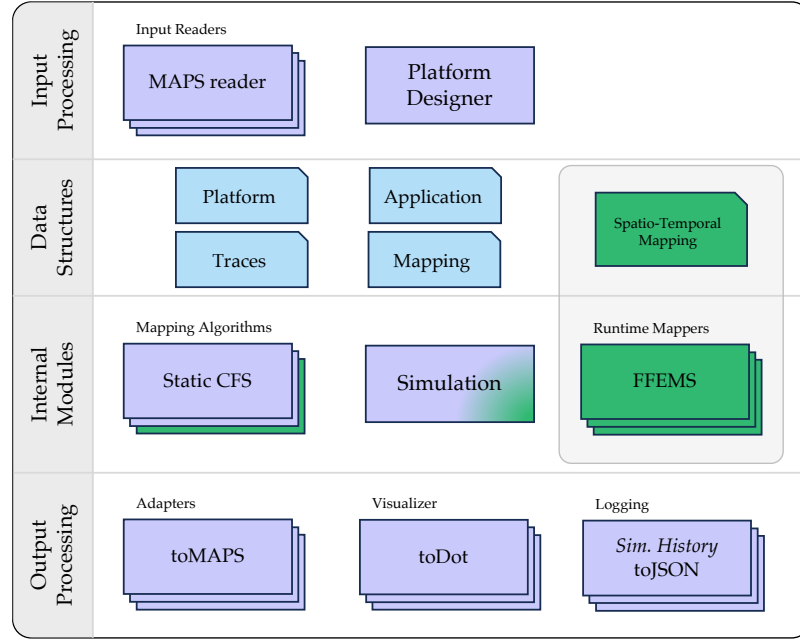 Input
Processing
Input Readers
MAPS reader
Platform
Designer
Data
Structures
Platform
Application
Spatio-Temporal
Mapping
Traces
Mapping
Internal
Modules
Mapping Algorithms
Static CFS
Simulation
Runtime Mappers
FFEMS
Output
Processing
Adapters
toMAPS
Visualizer
toDot
Logging
Sim. History
toJSON